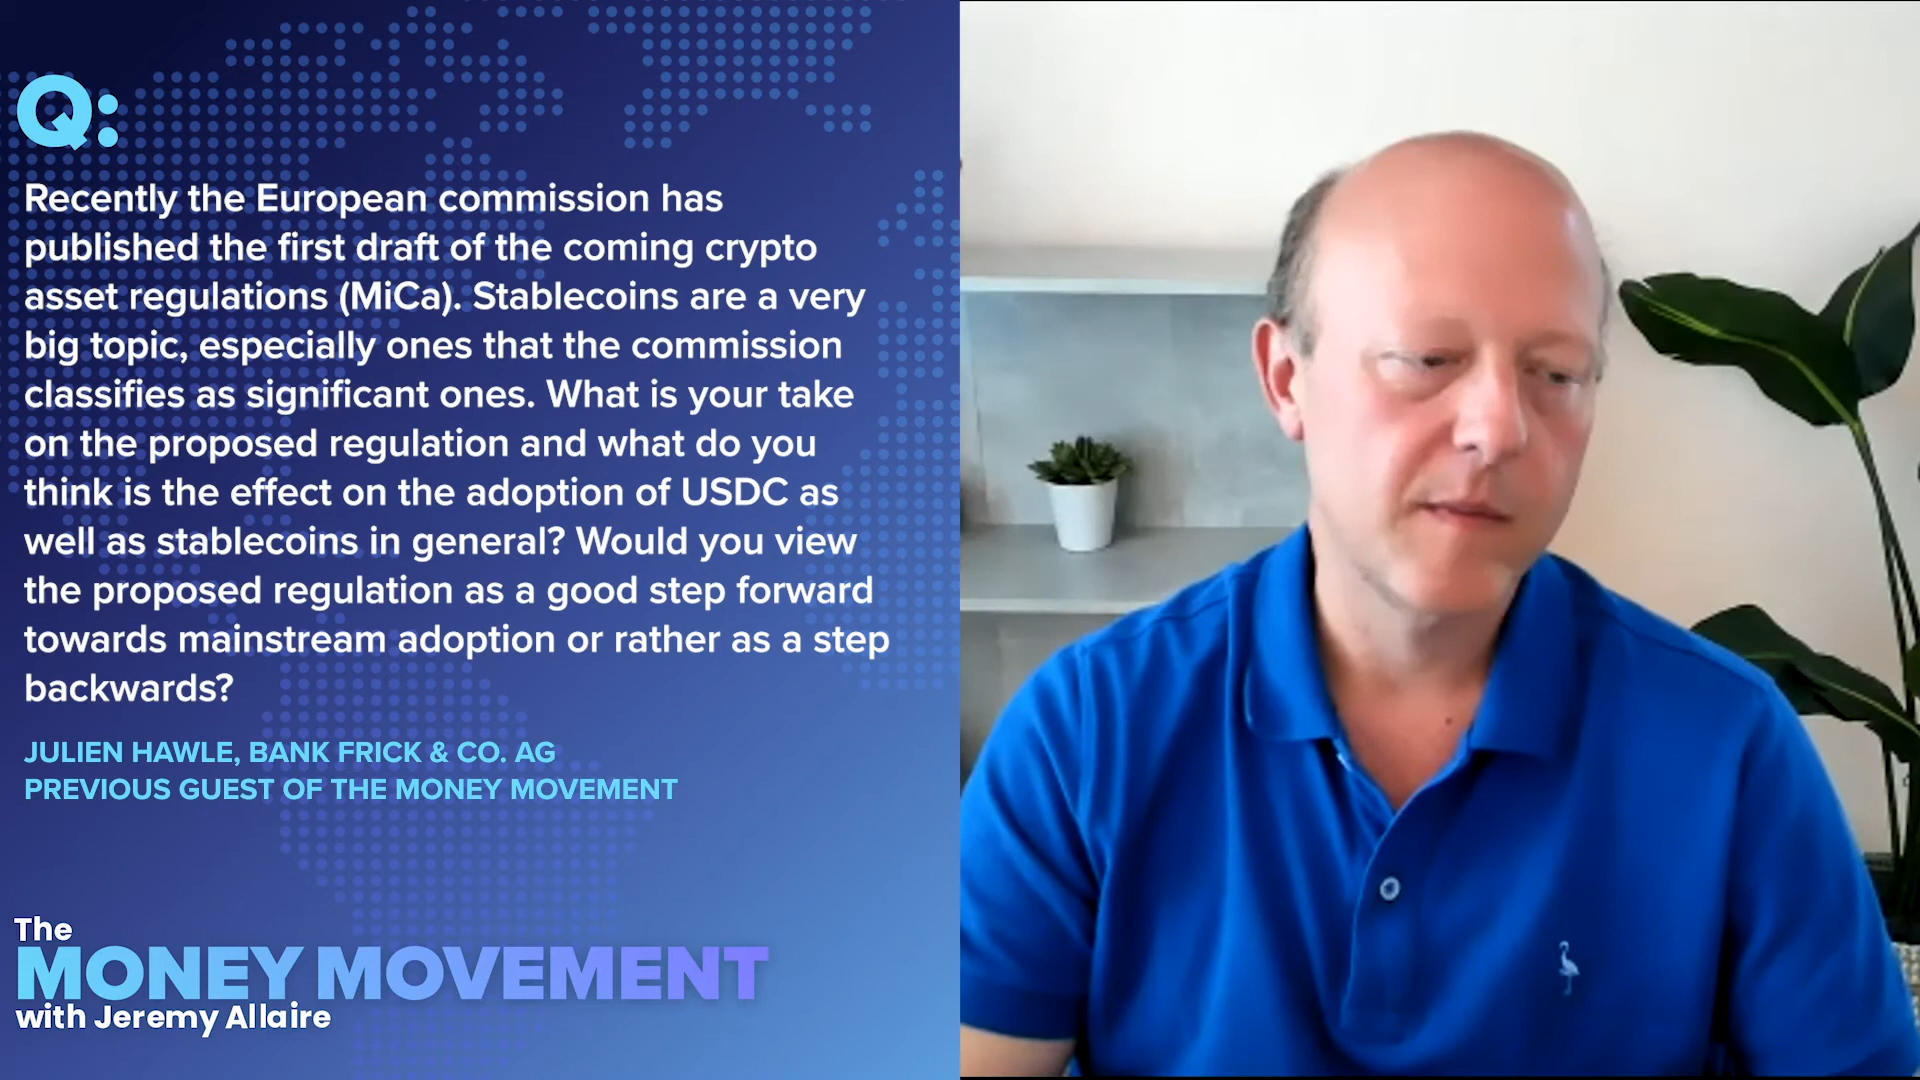 Q:
Recently the European commission has
published the first draft of the coming crypto
asset regulations (MiCa). Stablecoins are a very
big topic, especially ones that the commission
classifies as significant ones. What is your take
on the proposed regulation and what do you
think is the effect on the adoption of USDC as
well as stablecoins in general? Would you view
the proposed regulation as a good step forward
towards mainstream adoption or rather as a step
backwards?
JULIEN HAWLE, BANK FRICK & CO. AG
PREVIOUS GUEST OF THE MONEY MOVEMENT
The
MONEY MOVEMENT
with Jeremy Allaire